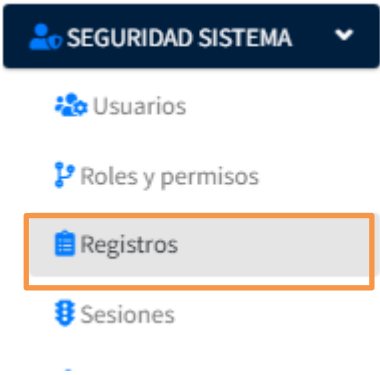 SEGURIDAD SISTEMA
Usuarios
Roles y permisos
Registros
Sesiones